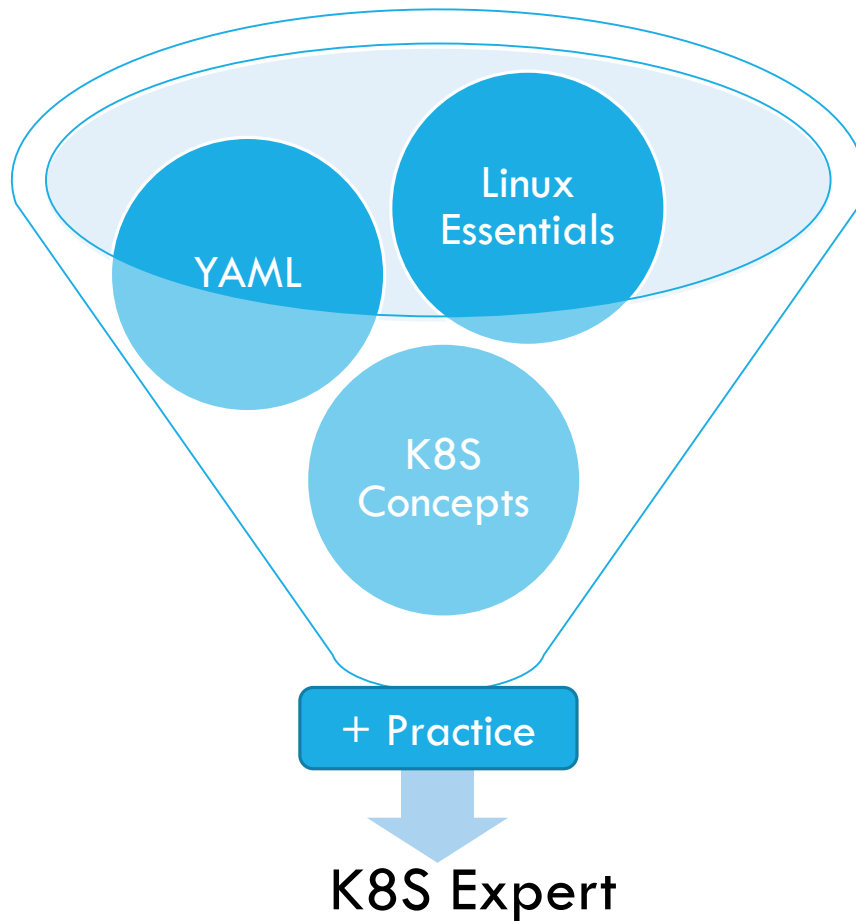 Linux
Essentials
YAML
K8S
Concepts
+ Practice
K8S Expert